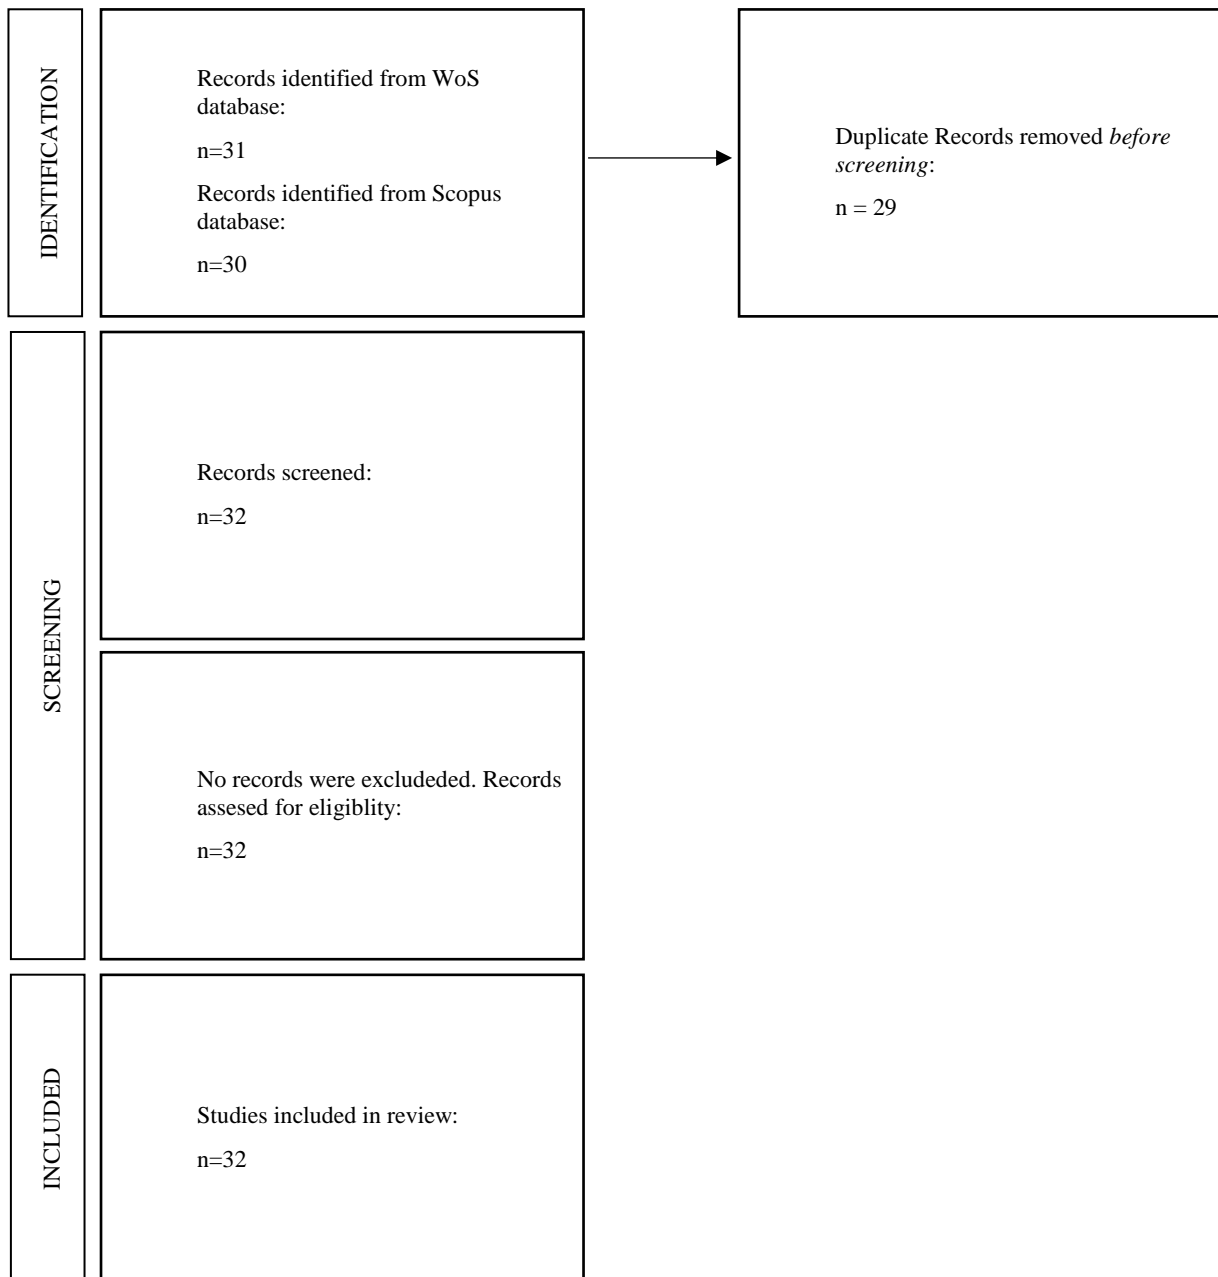 IDENTIFICATION
Records identified from WoS
database:
n=31
Records identified from Scopus
database:
n=30
Duplicate Records removed before
screening:
n = 29
SCREENING
Records screened:
n=32
No records were excludeded. Records
assesed for eligiblity:
n=32
INCLUDED
Studies included in review:
n=32